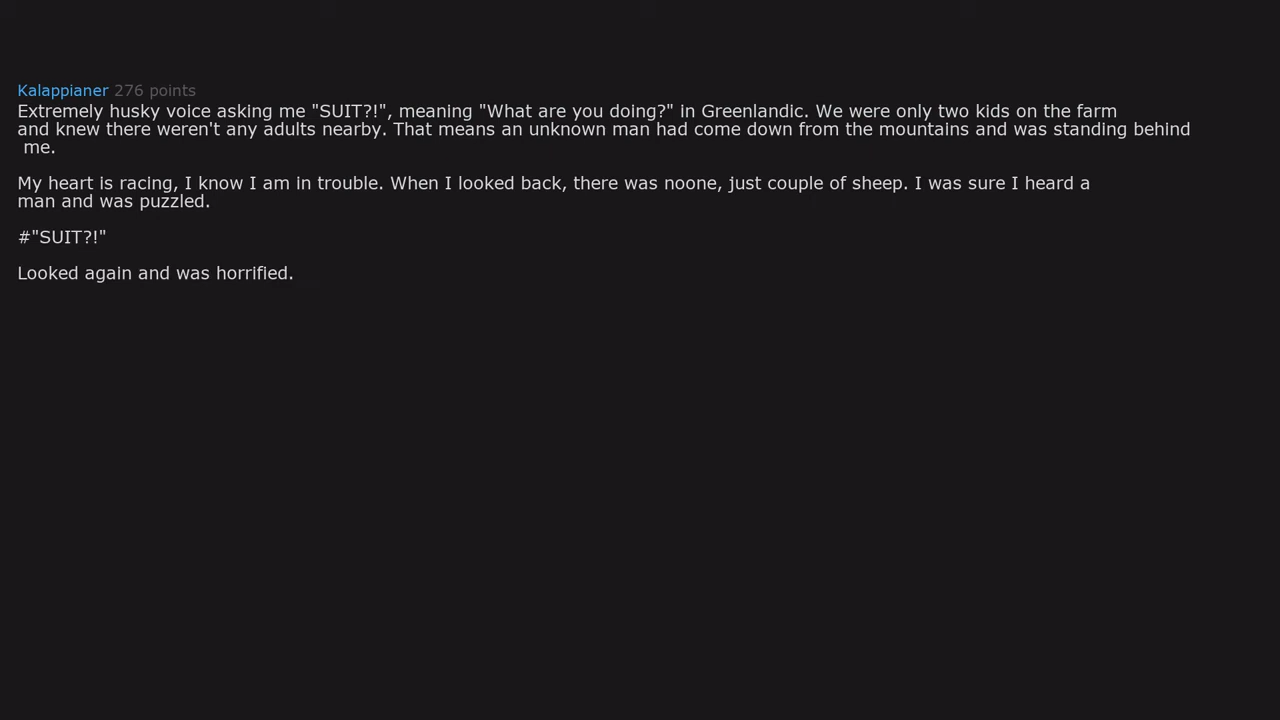 Kalappianer 276 points
Extremely husky voice asking me "SUIT?!", meaning "What are you doing?" in Greenlandic. We were only two kids on the farm
and knew there weren't any adults nearby. That means an unknown man had come down from the mountains and was standing behind
me.
My heart is racing, I know I am in trouble. When I looked back, there was noone, just couple of sheep. I was sure I heard a
man and was puzzled.
#"SUIT?!"
Looked again and was horrified.